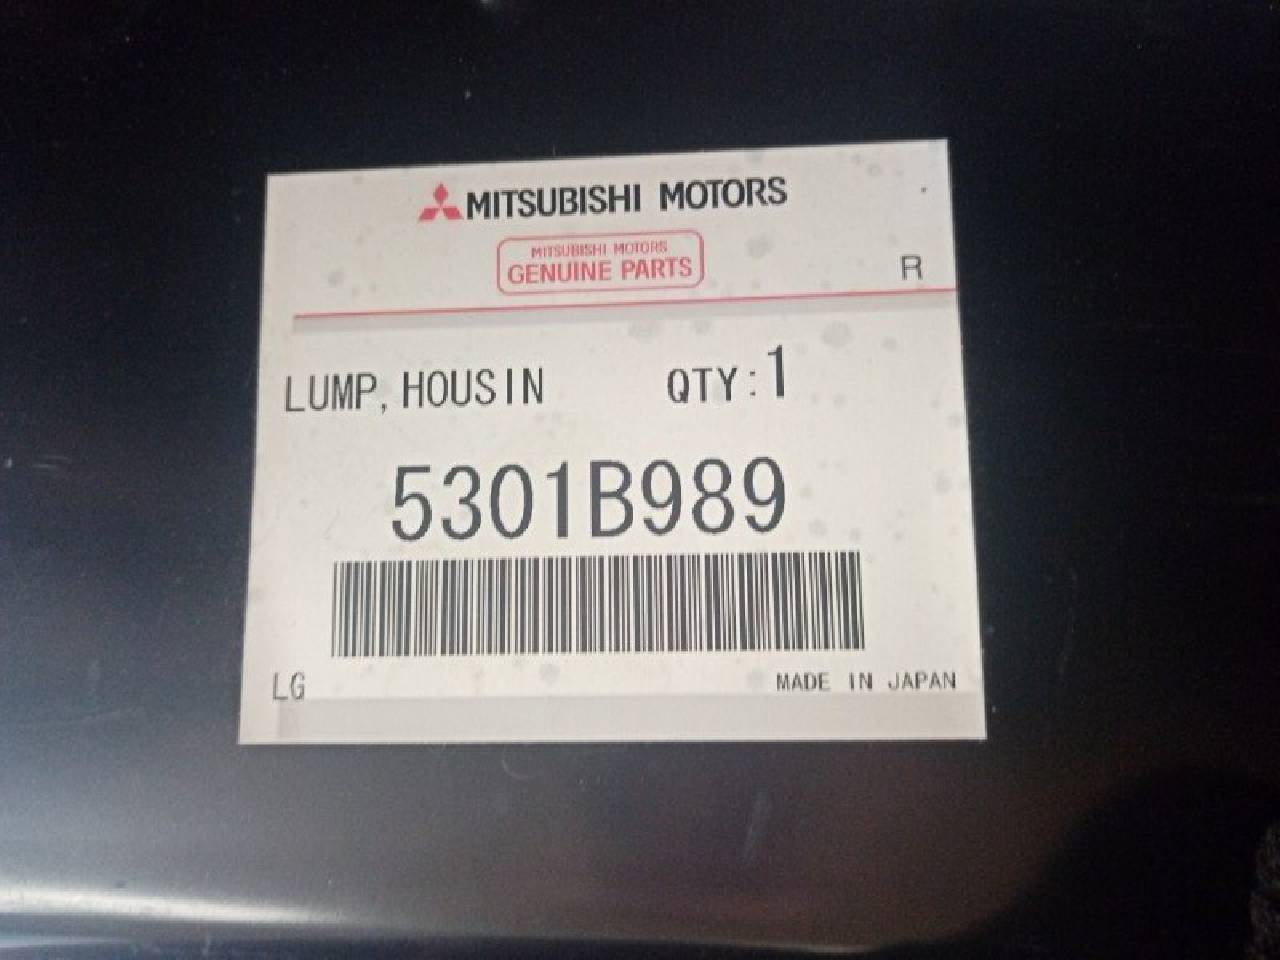 MITSUBISHI MOTORS
MITSUBISHI MOTORS
GENUINE PARTS
R
LUMP, HOUSIN QTY:1
5301B989
LG MADE IN JAPAN